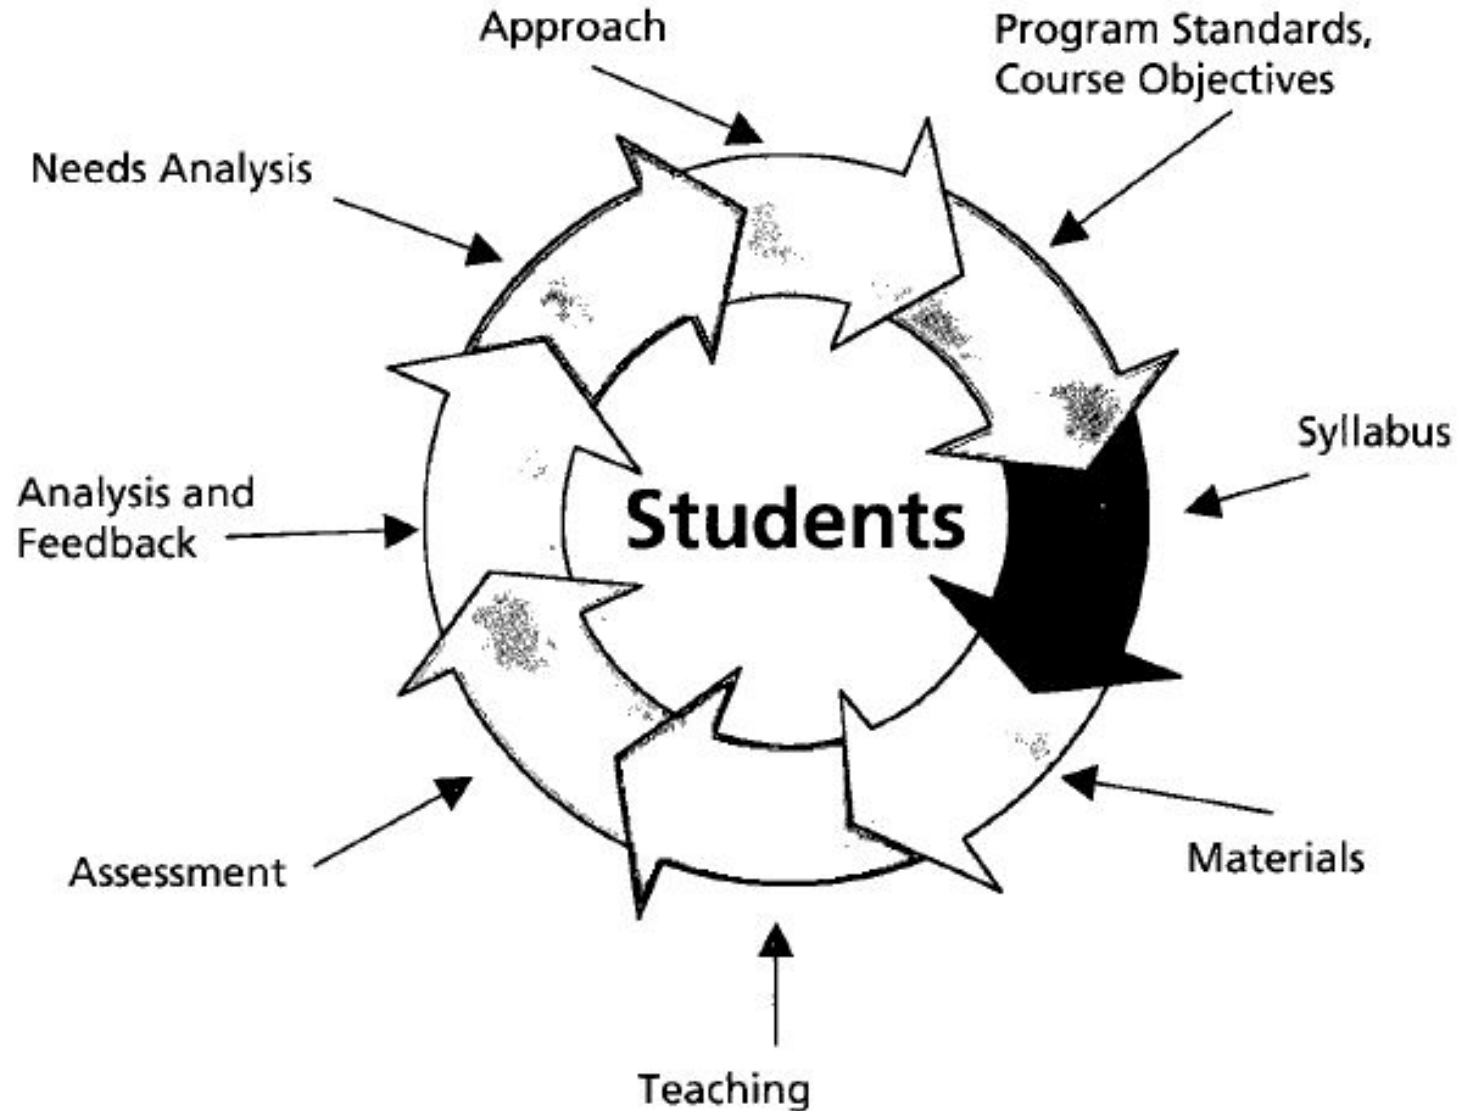 Approach
Program Standards,
Course Objectives
Needs Analysis
Syllabus
Analysis and
Feedback
Students
Materials
Assessment
Teaching